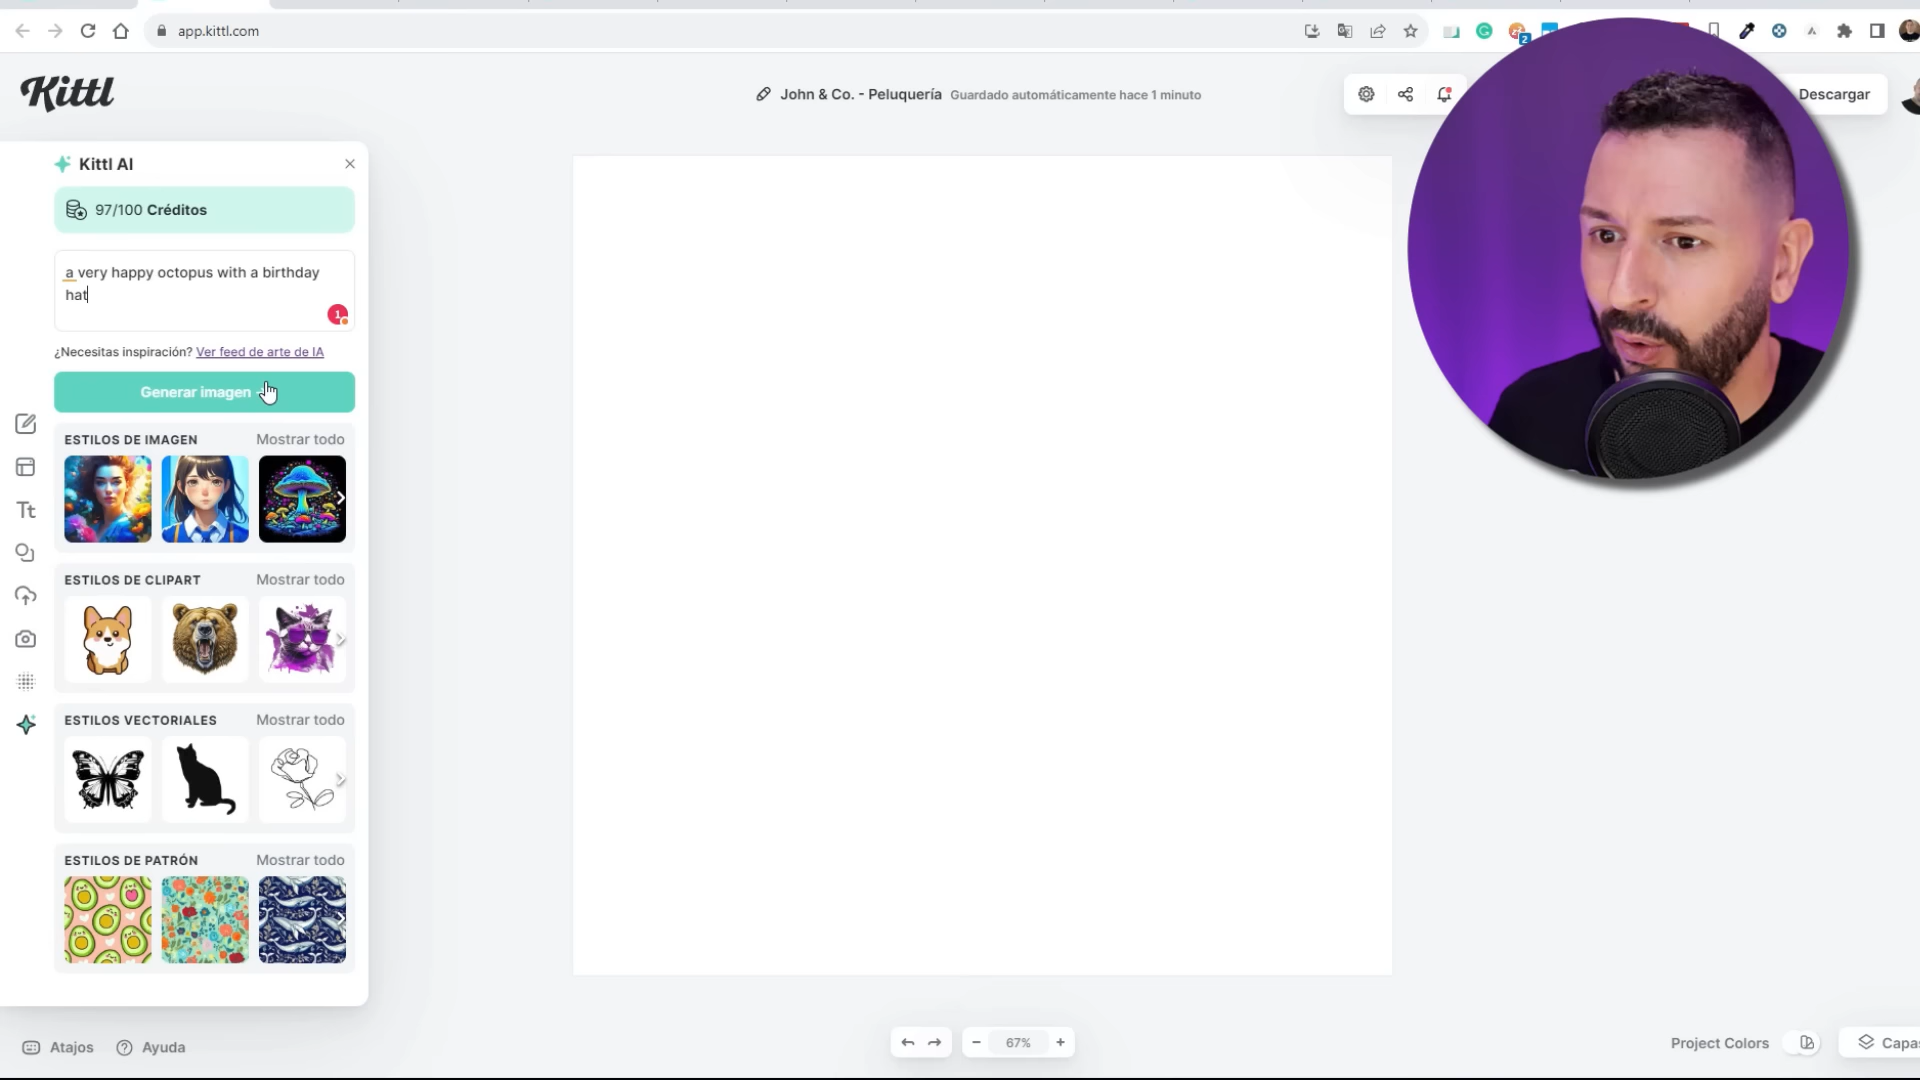 app.kittl.com
2
Kittl
John & Co. - Peluquería Guardado automáticamente hace 1 minuto
Descargar
Kittl AI
97/100 Créditos
a very happy octopus with a birthday
hat
1
¿Necesitas inspiración? Ver feed de arte de IA
Generar imagen
ESTILOS DE IMAGEN Mostrar todo
Tt
ESTILOS DE CLIPART Mostrar todo
ESTILOS VECTORIALES Mostrar todo
ESTILOS DE PATRÓN Mostrar todo
Atajos Ayuda
67%
Project Colors
Capas